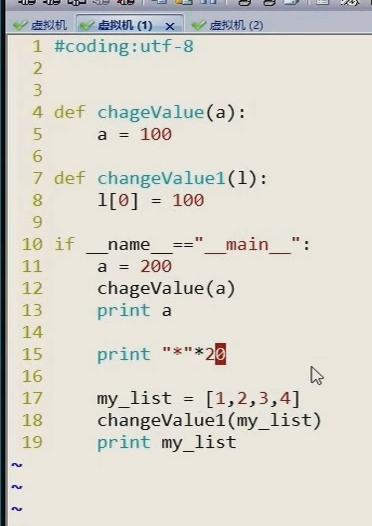 虚拟机
虚拟机 (1)
虚拟机 (2)
1 #coding:utf-8
2
3
4 def chageValue(a):
5     a = 100
6
7 def changeValue1(l):
8     l[0] = 100
9
10 if __name__=="__main__":
11     a = 200
12     chageValue(a)
13     print a
14
15     print "*"*20
16
17     my_list = [1,2,3,4]
18     changeValue1(my_list)
19     print my_list
~
~
~